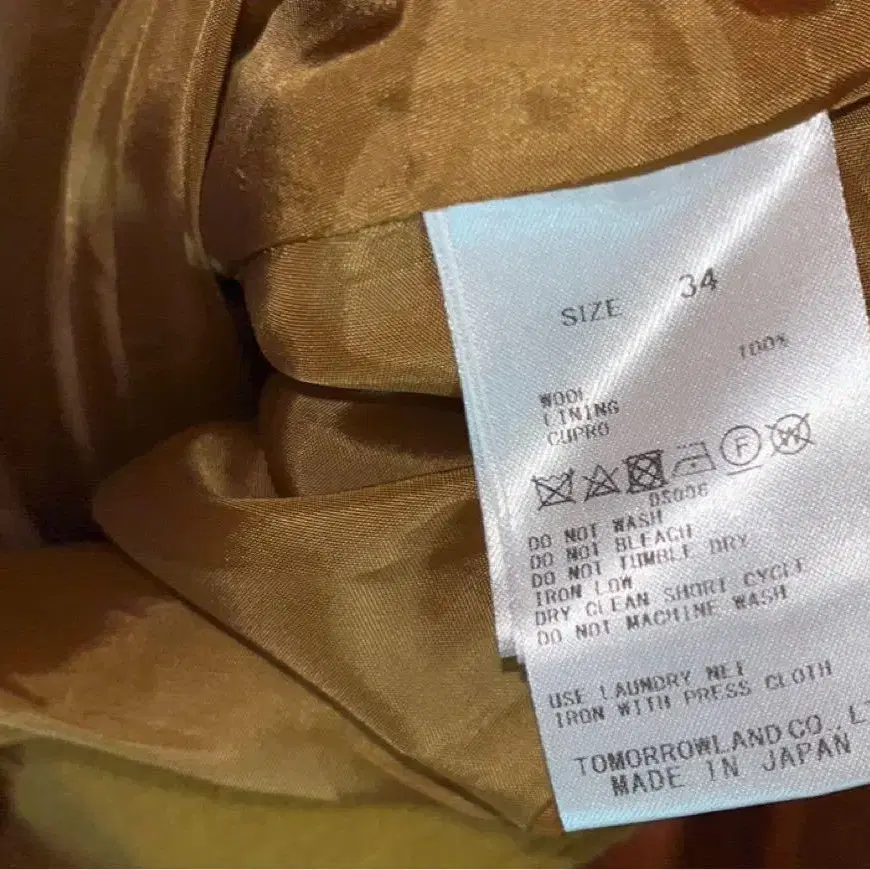 SIZE 34
100%
WOOL
LINING
CUPRO
F W
DS006
DO NOT WASH
DO NOT BLEACH
DO NOT TUMBLE DRY
IRON LOW
DRY CLEAN SHORT CYCLE
DO NOT MACHINE WASH
USE LAUNDRY NET
IRON WITH PRESS CLOTH
TOMORROWLAND CO.,
MADE IN JAPAN